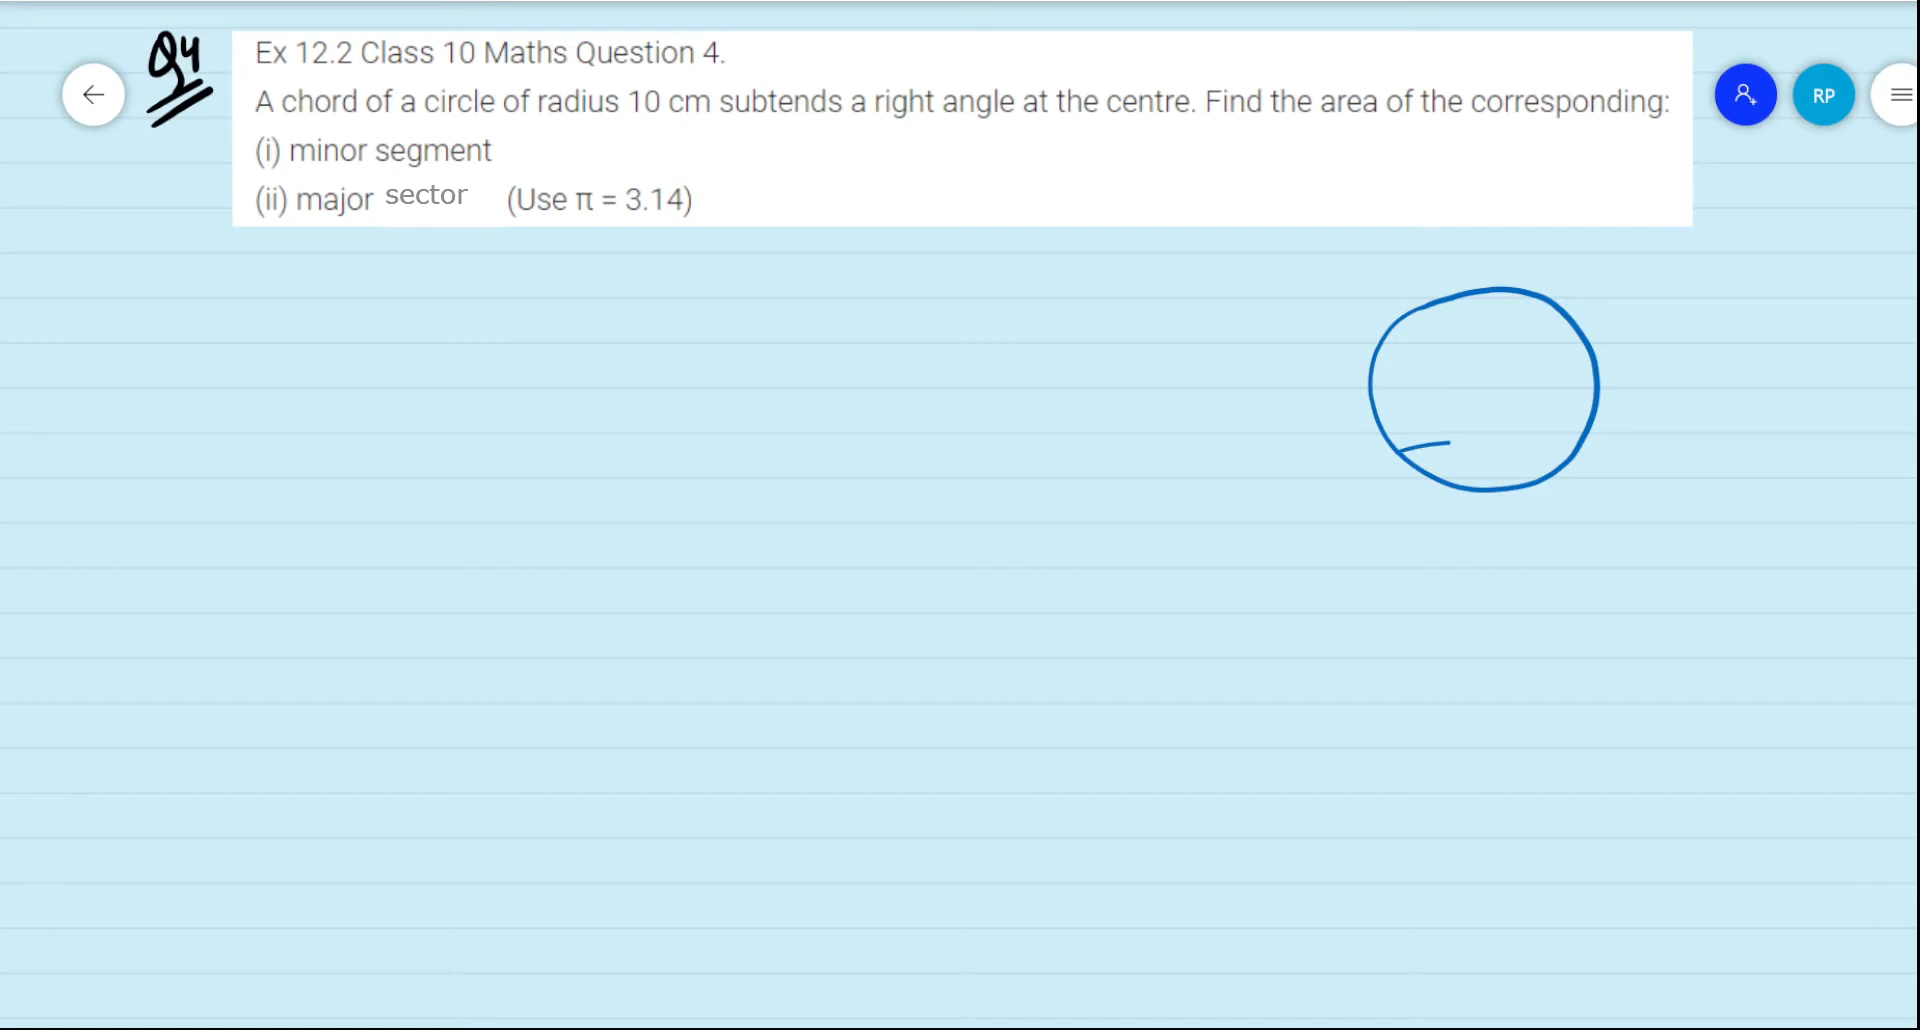 Q4
Ex 12.2 Class 10 Maths Question 4.
A chord of a circle of radius 10 cm subtends a right angle at the centre. Find the area of the corresponding:
(i) minor segment
(ii) major sector (Use π = 3.14)
RP